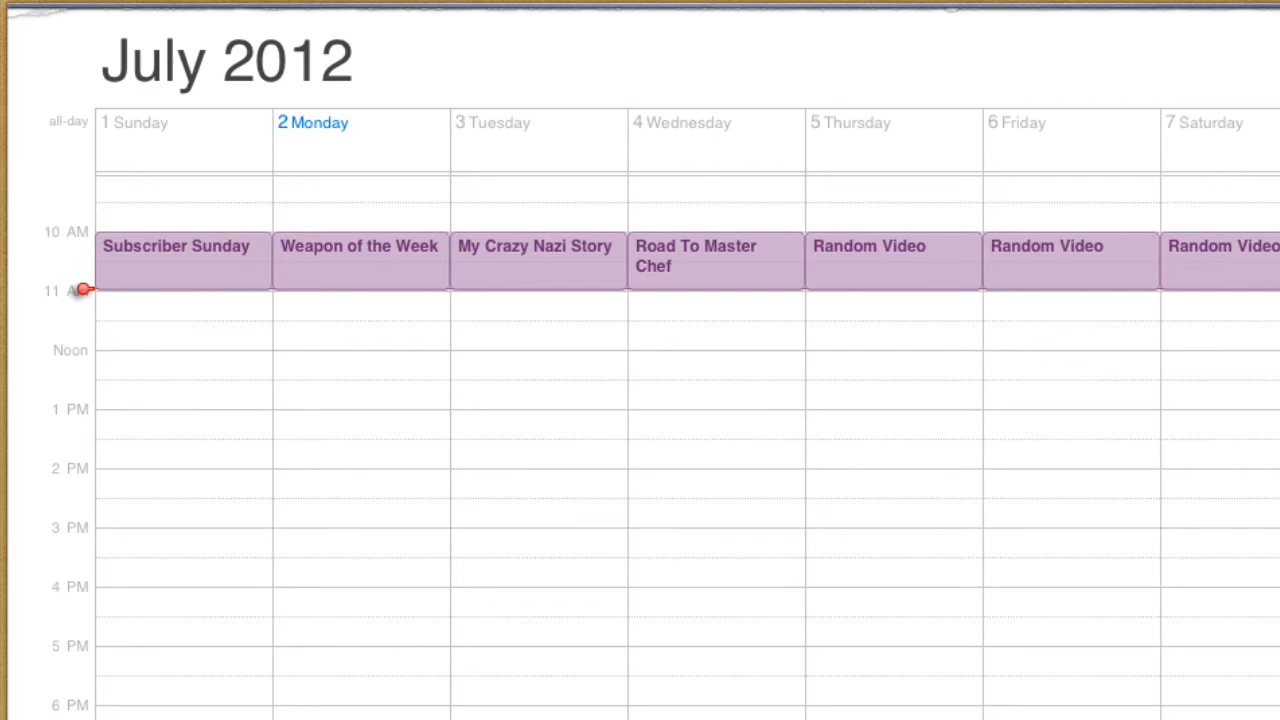 July 2012
all-day 1 Sunday 2 Monday 3 Tuesday 4 Wednesday 5 Thursday 6 Friday 7 Saturday
10 AM Subscriber Sunday Weapon of the Week My Crazy Nazi Story Road To Master Random Video Random Video Random Video
Chef
11
Noon
1 PM
2 PM
3 PM
4 PM
5 PM
6 PM